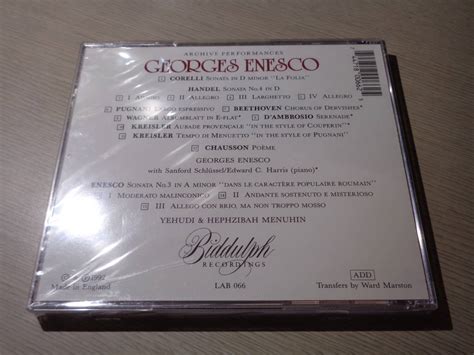 ARCHIVE PERFORMANCES
GEORGES ENESCO
CORELLI Sonata in D minor "La Folia"
HANDEL Sonata No.4 in D
I Affetuoso II Allegro III Larghetto IV Allegro
PUGNANI Largo espressivo BEETHOVEN Chorus of Dervishes*
WAGNER Albumblatt in E-flat* D'AMBROSIO Serenade*
KREISLER Aubade Provençale "in the style of Couperin"*
KREISLER Tempo di Menuetto "in the style of Pugnani"
CHAUSSON Poème
GEORGES ENESCO
with Sanford Schlüssel/Edward C. Harris (piano)*
ENESCO Sonata No.3 in A minor "dans le caractère populaire roumain"
I Moderato malinconico II Andante sostenuto e misterioso
III Allegro con brio, ma non troppo mosso
YEHUDI & HEPHZIBAH MENUHIN
Biddulph
RECORDINGS
LAB 066
1992
Made in England
ADD
Transfers by Ward Marston